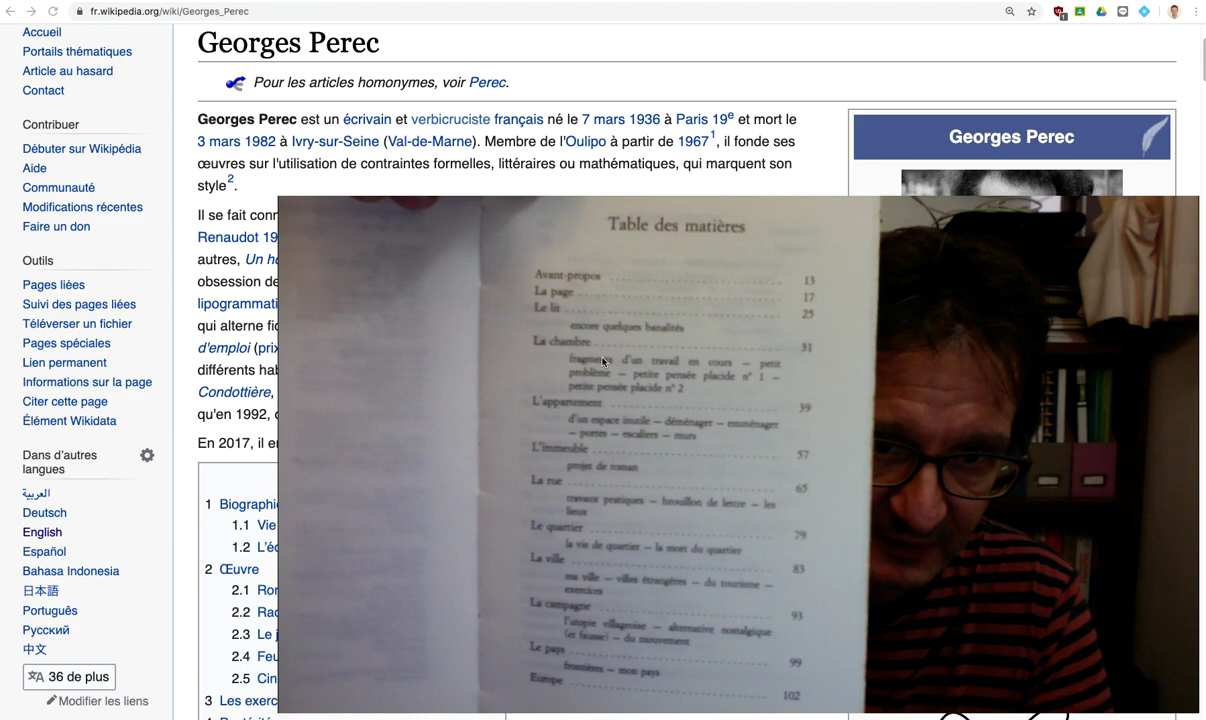 fr.wikipedia.org/wiki/Georges_Perec
Accueil
Portails thématiques
Article au hasard
Contact
Contribuer
Débuter sur Wikipédia
Aide
Communauté
Modifications récentes
Faire un don
Outils
Pages liées
Suivi des pages liées
Téléverser un fichier
Pages spéciales
Lien permanent
Informations sur la page
Citer cette page
Élément Wikidata
Dans d'autres
langues
العربية
Deutsch
English
Español
Bahasa Indonesia
日本語
Português
Русский
中文
36 de plus
Modifier les liens
Georges Perec
Pour les articles homonymes, voir Perec.
Georges Perec est un écrivain et verbicruciste français né le 7 mars 1936 à Paris 19e et mort le
3 mars 1982 à Ivry-sur-Seine (Val-de-Marne). Membre de l'Oulipo à partir de 1967 1, il fonde ses
œuvres sur l'utilisation de contraintes formelles, littéraires ou mathématiques, qui marquent son
style 2.
Il se fait
Renaudot 19
autres, Un
obsession de
qui alterne
d'emploi
différents
Condottière,
qu'en 1992,
En 2017, il
1 Biographi
1.1 Vie
1.2
2 Œuvre
2.1
2.2
2.3 Le
2.4
2.5
3 Les exerc
Georges Perec
Table des matières
Avant-propos 13
La page 17
Le lit 25
encore quelques banalités
La chambre 31
fragments d'un travail en cours — petit
problème — petite pensée placide n° 1 —
petite pensée placide n° 2
L'appartement 39
d'un espace inutile — déménager — emménager
— portes — escaliers — murs
L'immeuble 57
projet de roman
La rue 65
travaux pratiques — brouillon de lettre — les
lieux
Le quartier 79
la vie de quartier — la mort du quartier
La ville 83
ma ville — villes étrangères — du tourisme —
exercices
La campagne 93
l'utopie villageoise — alternative nostalgique
(et fausse) — du mouvement
Le pays 99
frontières — mon pays
Europe 102